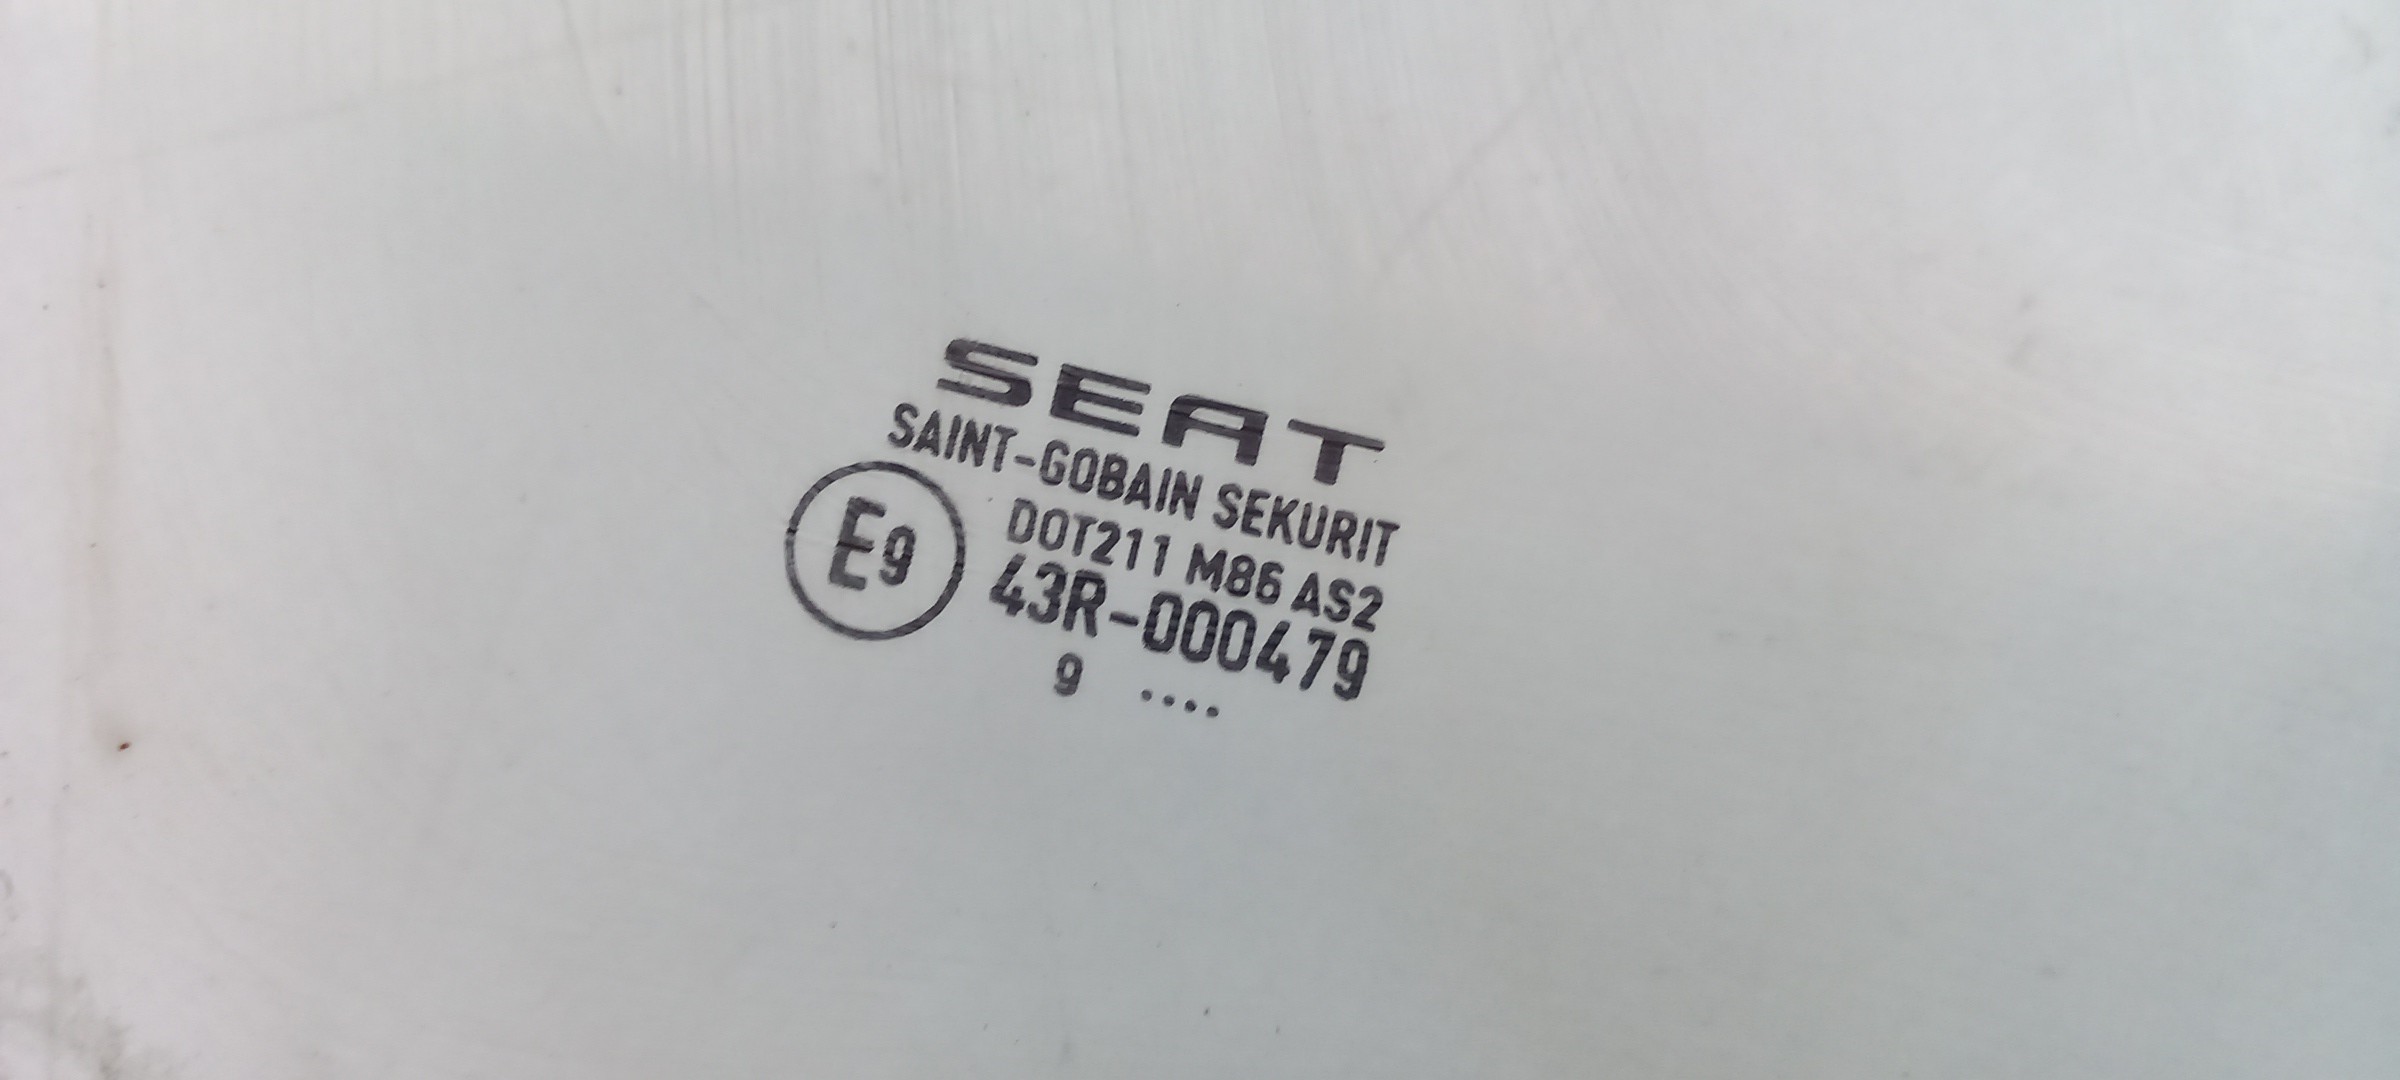 SEAT
SAINT-GOBAIN SEKURIT
E9
DOT211 M86 AS2
43R-000479
9 ....